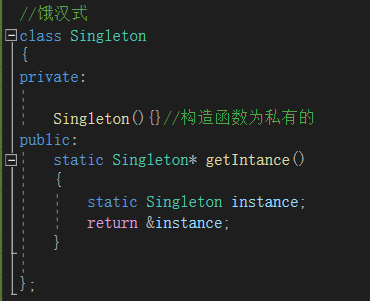 //饿汉式
class Singleton
{
private:
Singleton(){}//构造函数为私有的
public:
static Singleton* getIntance()
{
static Singleton instance;
return &instance;
}
};